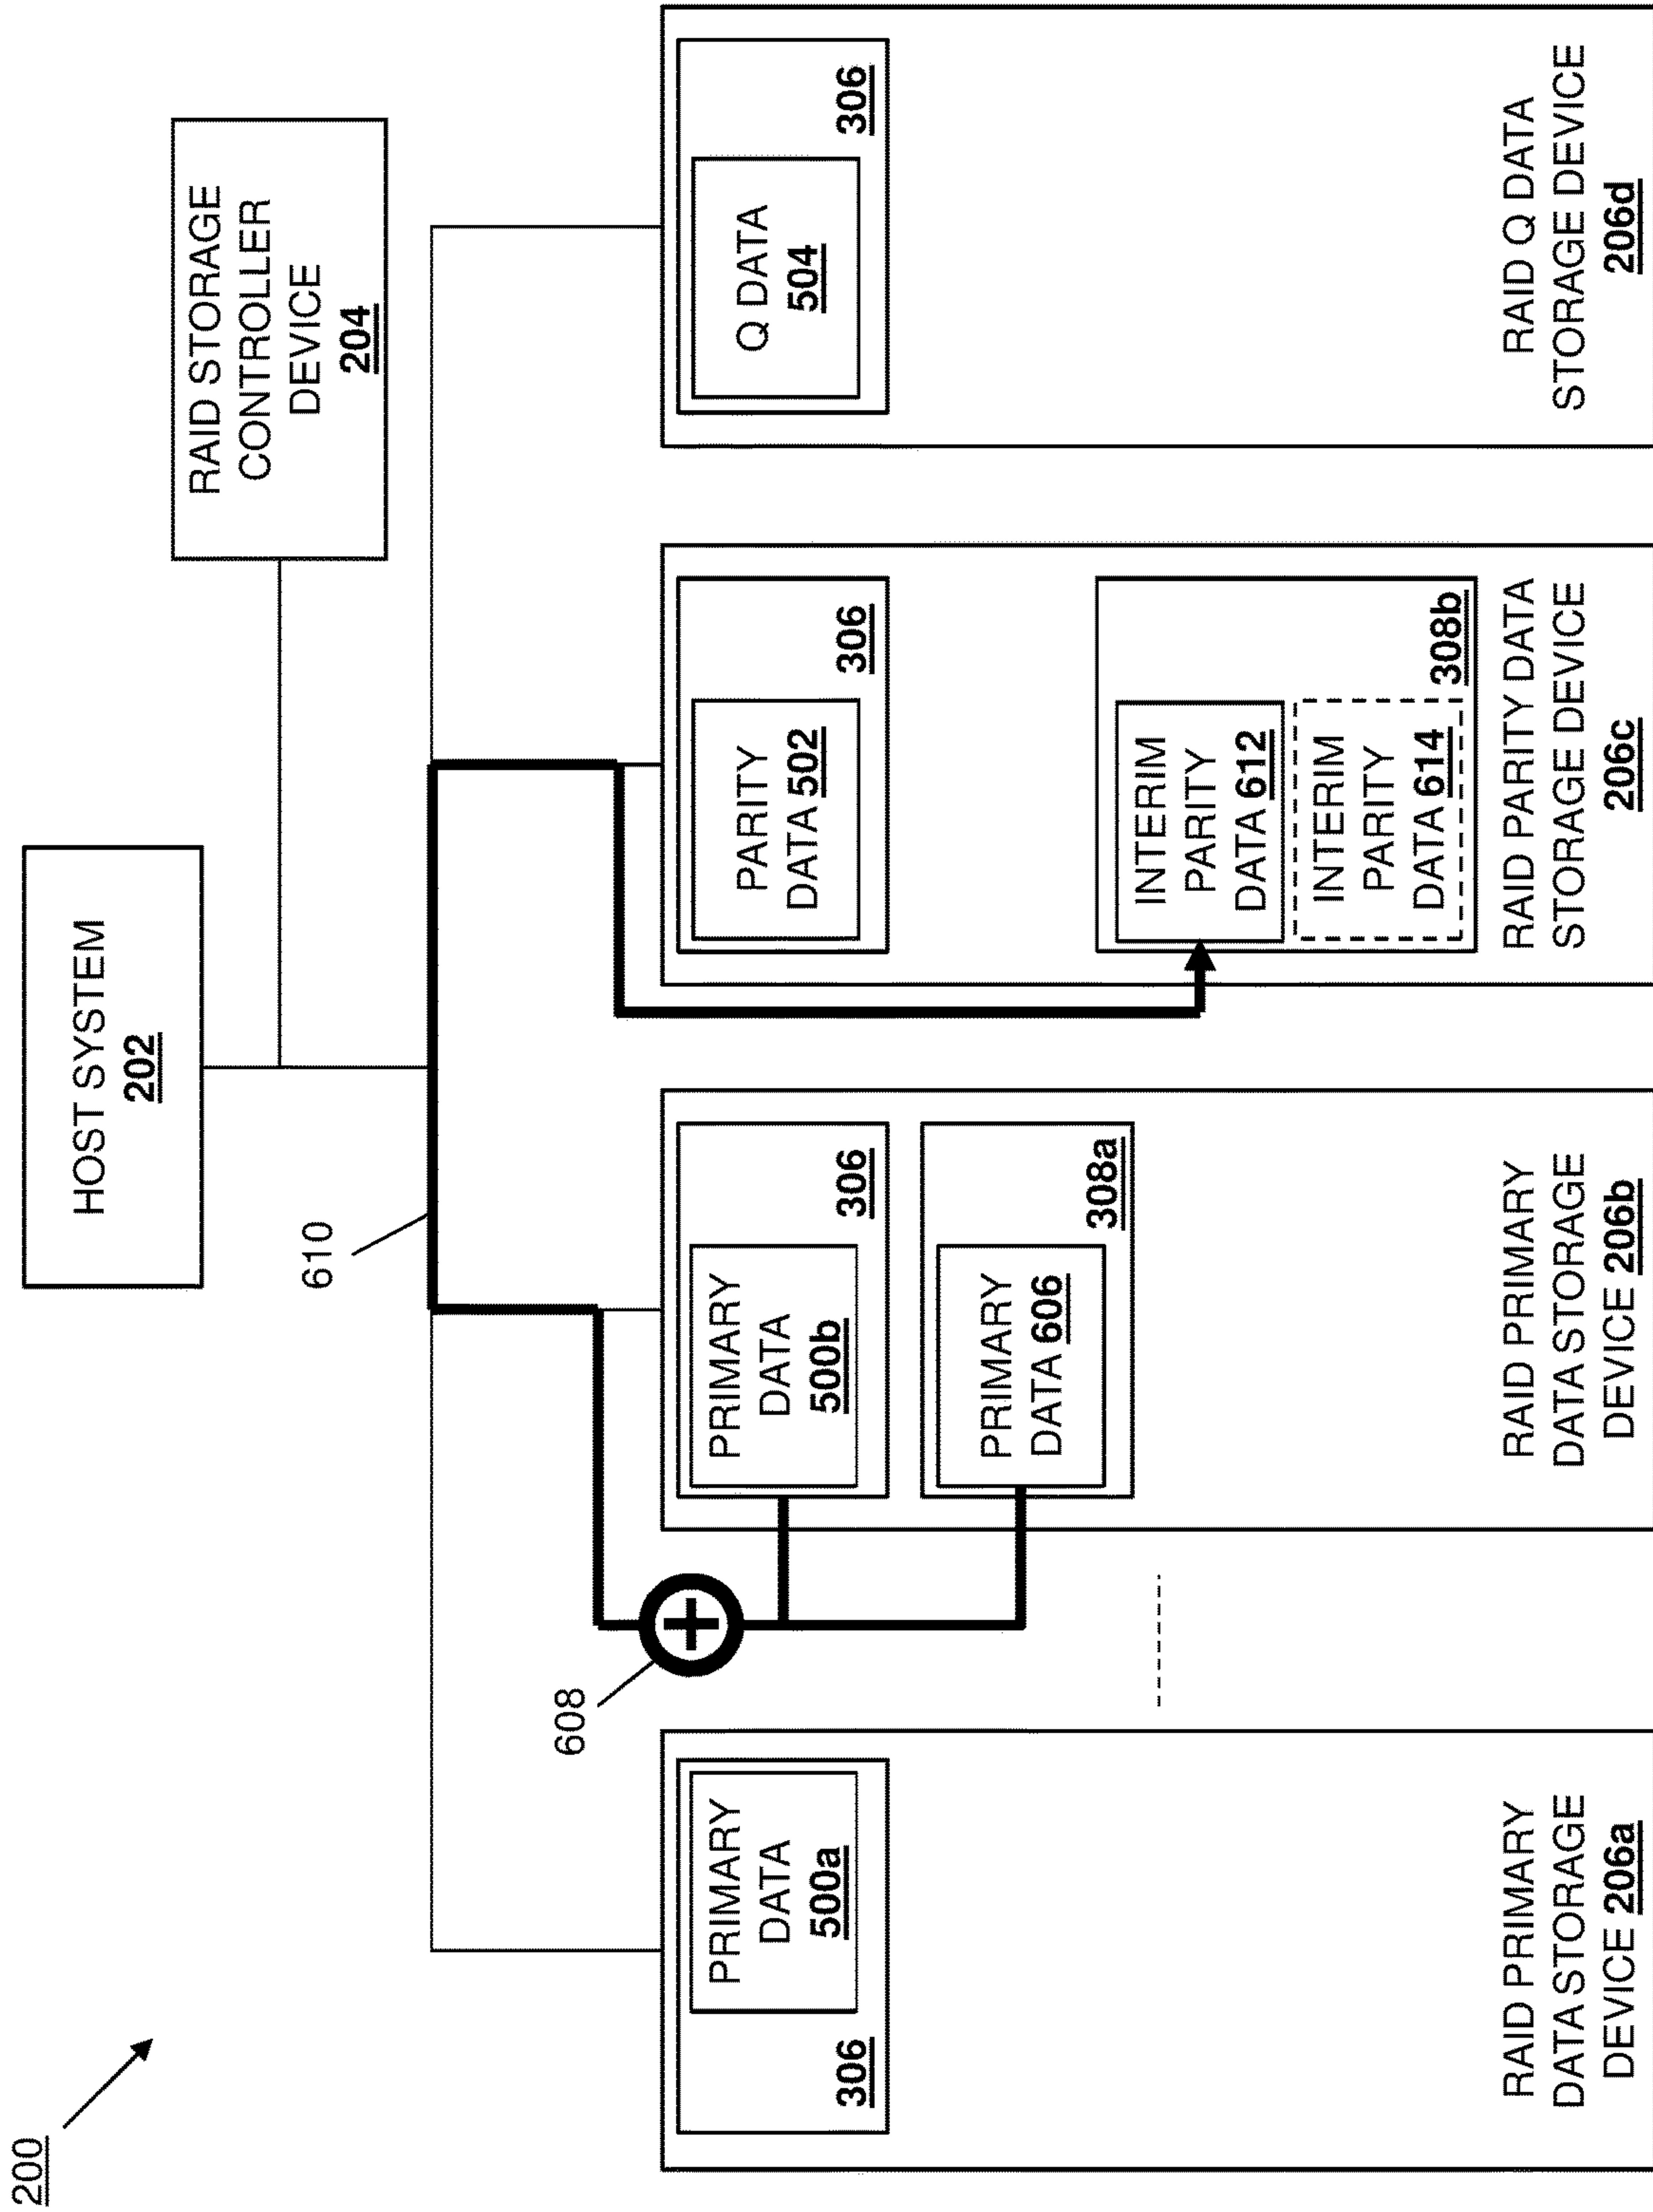 200
HOST SYSTEM
202
RAID STORAGE
CONTROLLER
DEVICE
204
610
608
PRIMARY
DATA
500a
306
RAID PRIMARY
DATA STORAGE
DEVICE 206a
PRIMARY
DATA
500b
306
PRIMARY
DATA 606
308a
RAID PRIMARY
DATA STORAGE
DEVICE 206b
PARITY
DATA 502
306
INTERIM
PARITY
DATA 612
INTERIM
PARITY
DATA 614
308b
RAID PARITY DATA
STORAGE DEVICE
206c
Q DATA
504
306
RAID Q DATA
STORAGE DEVICE
206d